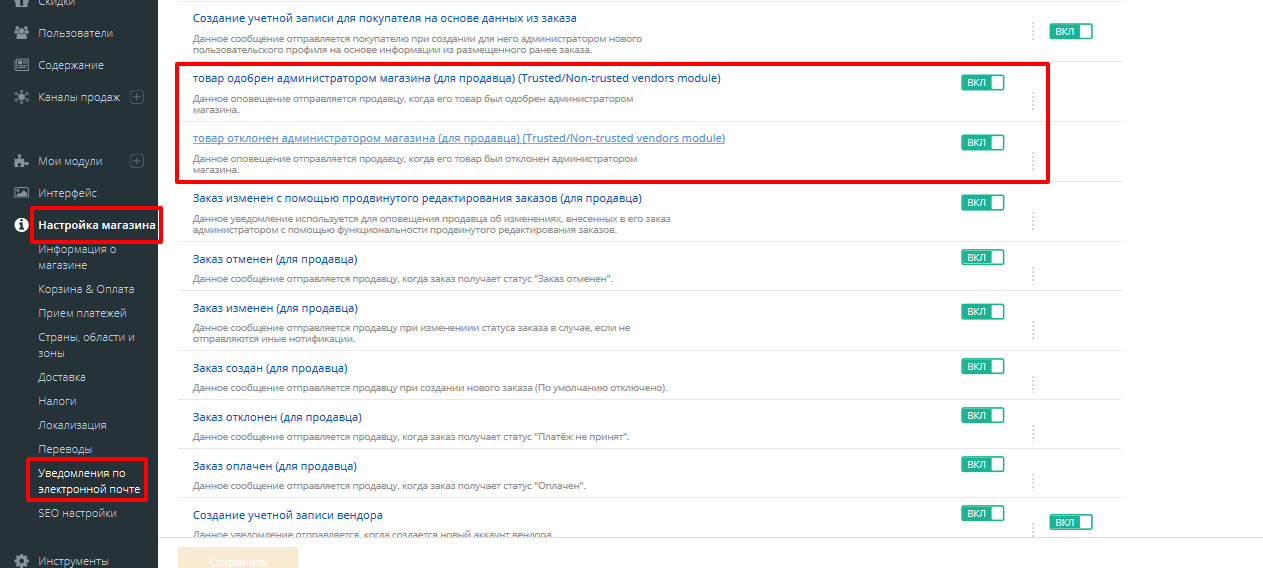 Скидки
Пользователи
Содержание
Каналы продаж
Мои модули
Интерфейс
Настройка магазина
Информация о
магазине
Корзина & Оплата
Прием платежей
Страны, области и
зоны
Доставка
Налоги
Локализация
Переводы
Уведомления по
электронной почте
SEO настройки
Инструменты
Создание учетной записи для покупателя на основе данных из заказа
ВКЛ
Данное сообщение отправляется покупателю при создании для него администратором нового
пользовательского профиля на основе информации из размещенного ранее заказа.
товар одобрен администратором магазина (для продавца) (Trusted/Non-trusted vendors module)
ВКЛ
Данное оповещение отправляется продавцу, когда его товар был одобрен администратором
магазина.
товар отклонен администратором магазина (для продавца) (Trusted/Non-trusted vendors module)
ВКЛ
Данное оповещение отправляется продавцу, когда его товар был отклонен администратором
магазина.
Заказ изменен с помощью продвинутого редактирования заказов (для продавца)
ВКЛ
Данное уведомление используется для оповещения продавца об изменениях, внесенных в его заказ
администратором с помощью функциональности продвинутого редактирования заказов.
Заказ отменен (для продавца)
ВКЛ
Данное сообщение отправляется продавцу, когда заказ получает статус "Заказ отменен".
Заказ изменен (для продавца)
ВКЛ
Данное сообщение отправляется продавцу при изменениии статуса заказа в случае, если не
отправляются иные нотификации.
Заказ создан (для продавца)
ВКЛ
Данное сообщение отправляется продавцу при создании нового заказа (По умолчанию отключено).
Заказ отклонен (для продавца)
ВКЛ
Данное сообщение отправляется продавцу, когда заказ получает статус "Платёж не принят".
Заказ оплачен (для продавца)
ВКЛ
Данное сообщение отправляется продавцу, когда заказ получает статус "Оплачен".
Создание учетной записи вендора
ВКЛ
ВКЛ
Данное уведомление отправляется, когда создается новый аккаунт вендора.
Сохранить